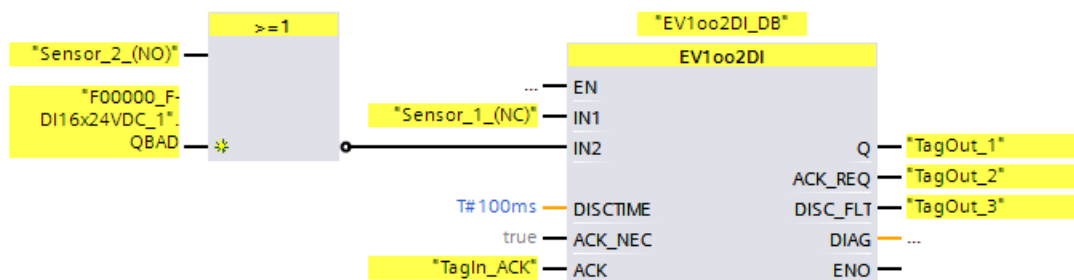 >=1
"Sensor_2_(NO)"
"F00000_F-
DI16x24VDC_1".
QBAD
"EV1oo2DI_DB"
EV1oo2DI
... EN
"Sensor_1_(NC)" IN1
IN2 Q "TagOut_1"
ACK_REQ "TagOut_2"
T#100ms DISCTIME DISC_FLT "TagOut_3"
true ACK_NEC DIAG ...
"TagIn_ACK" ACK ENO